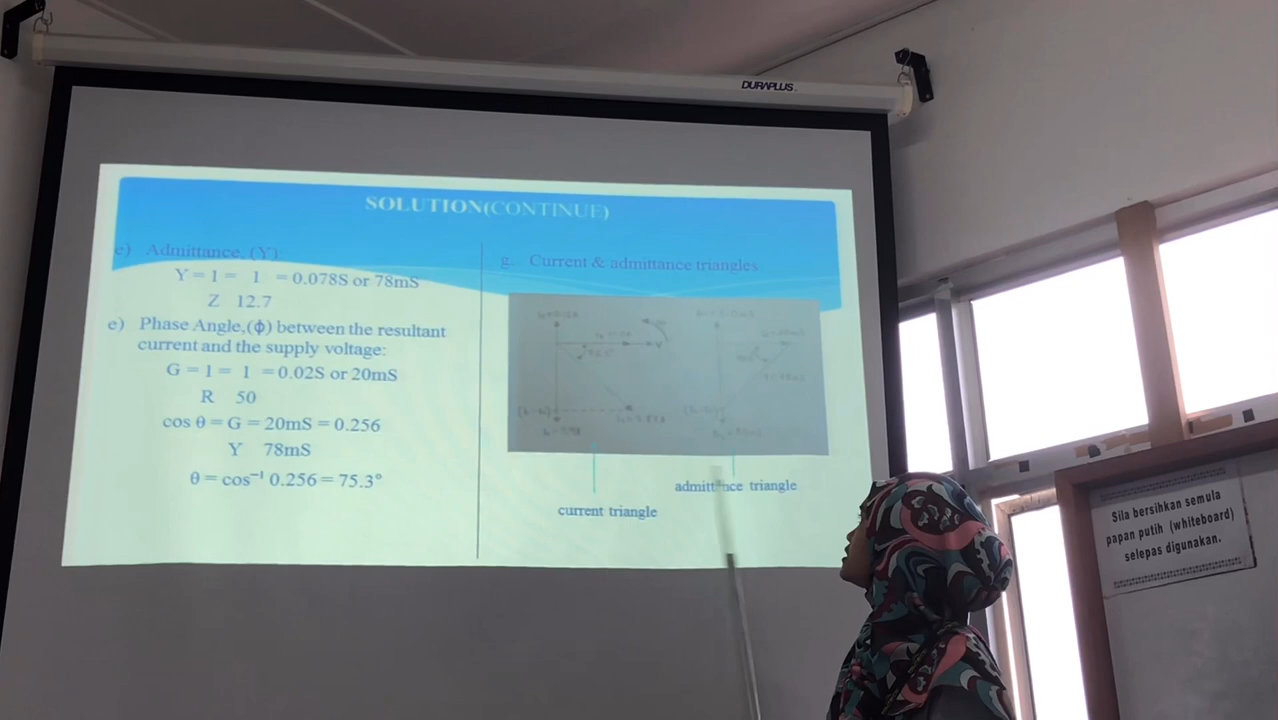 DURAPLUS.
SOLUTION(CONTINUE)
e) Admittance, (Y):
Y = 1 = 1 = 0.078S or 78mS
Z 12.7
e) Phase Angle,(ϕ) between the resultant
current and the supply voltage:
G = 1 = 1 = 0.02S or 20mS
R 50
cos θ = G = 20mS = 0.256
Y 78mS
θ = cos⁻¹ 0.256 = 75.3°
g. Current & admittance triangles
admittance triangle
current triangle
Sila bersihkan semula
papan putih (whiteboard)
selepas digunakan.